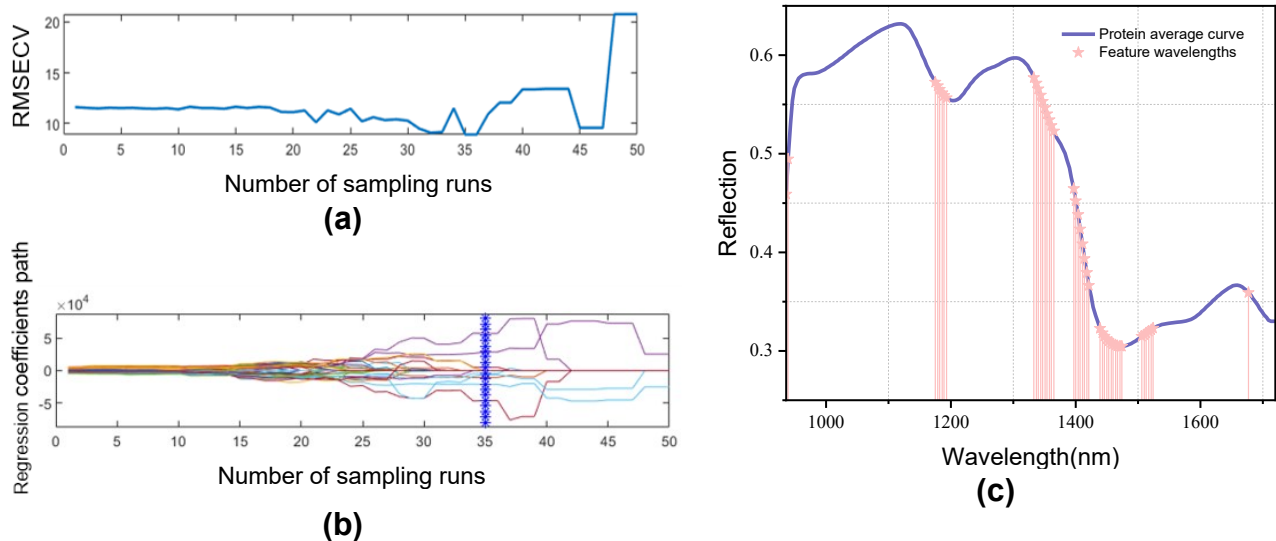 20
15
10
RMSECV
0 5 10 15 20 25 30 35 40 45 50
Number of sampling runs
(a)
×10⁴
5
0
-5
Regression coefficients path
0 5 10 15 20 25 30 35 40 45 50
Number of sampling runs
(b)
Protein average curve
Feature wavelengths
0.6
0.5
0.4
0.3
Reflection
1000 1200 1400 1600
Wavelength(nm)
(c)